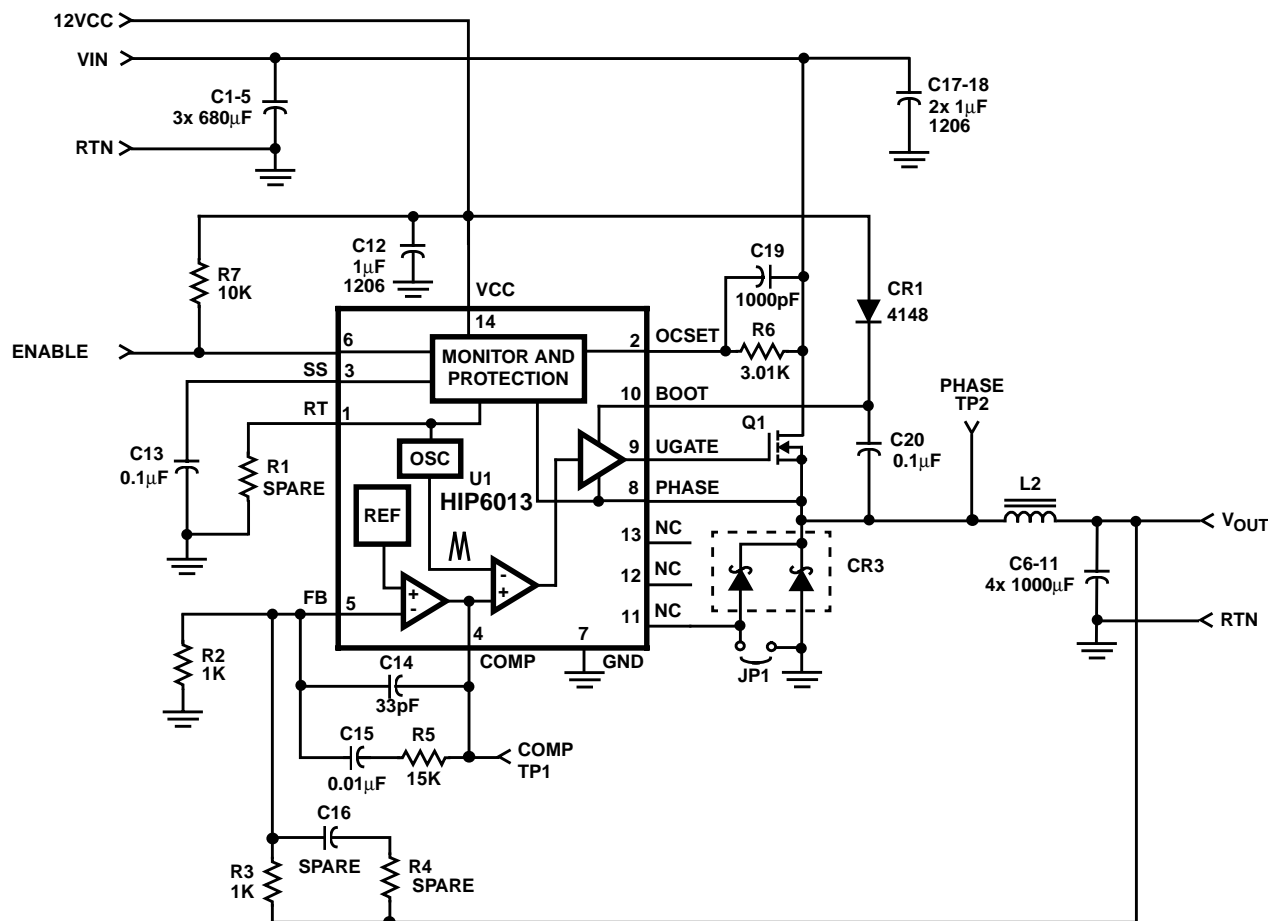 12VCC
VIN
C1-5
3x 680µF
RTN
C17-18
2x 1µF
1206
C12
1µF
1206
R7
10K
VCC
14
C19
1000pF
CR1
4148
ENABLE
6
MONITOR AND
PROTECTION
2
OCSET
R6
3.01K
SS
3
10
BOOT
PHASE
TP2
RT
1
Q1
C13
0.1µF
R1
SPARE
OSC
U1
HIP6013
9
UGATE
C20
0.1µF
8
PHASE
L2
REF
13
NC
VOUT
CR3
12
NC
C6-11
4x 1000µF
FB
5
+
-
-
+
11
NC
RTN
4
COMP
7
GND
JP1
R2
1K
C14
33pF
C15
0.01µF
R5
15K
COMP
TP1
C16
SPARE
R3
1K
R4
SPARE